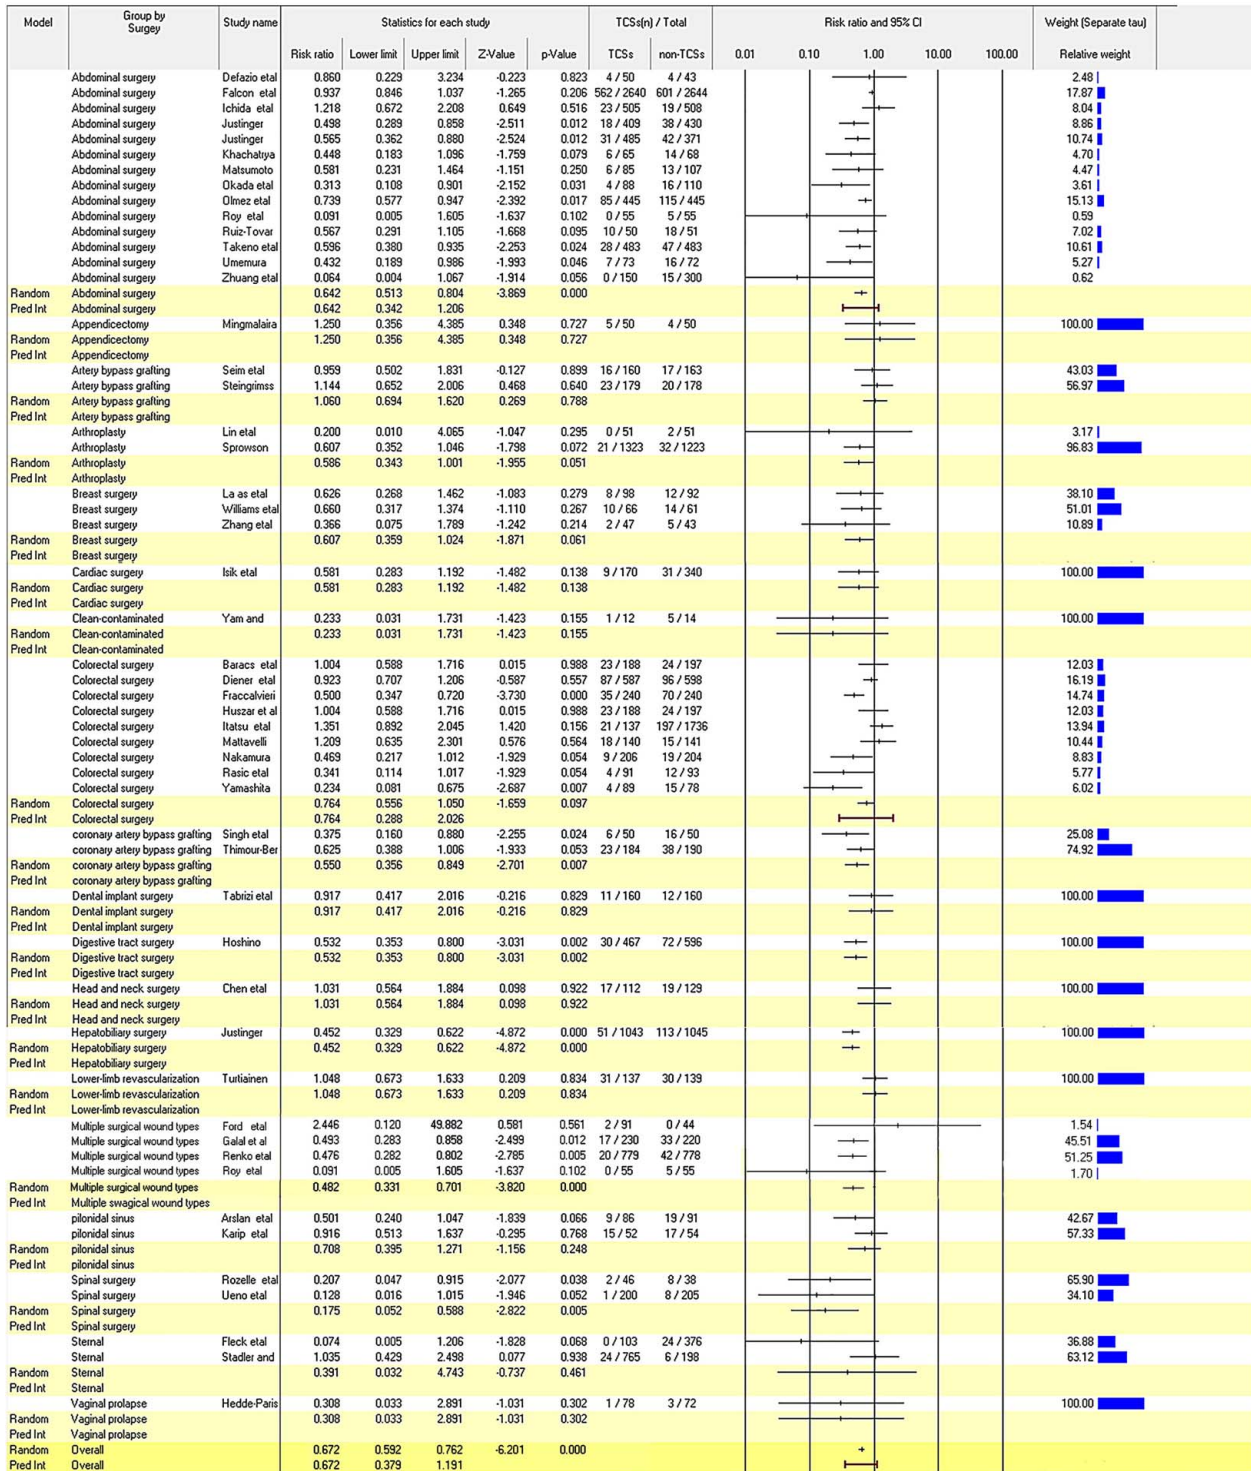 Model Group by Surgey Study name Statistics for each study TCSs(n) / Total Risk ratio and 95% CI Weight (Separate tau)
Risk ratio Lower limit Upper limit Z-Value p-Value TCSs non-TCSs 0.01 0.10 1.00 10.00 100.00 Relative weight
Abdominal surgery Defazio etal 0.860 0.229 3.234 -0.223 0.823 4 / 50 4 / 43 2.48
Abdominal surgery Falcon etal 0.937 0.846 1.037 -1.265 0.206 562 / 2640 601 / 2644 17.87
Abdominal surgery Ichida etal 1.218 0.672 2.208 0.649 0.516 23 / 505 19 / 508 8.04
Abdominal surgery Justinger 0.498 0.289 0.858 -2.511 0.012 18 / 409 38 / 430 8.86
Abdominal surgery Justinger 0.565 0.362 0.880 -2.524 0.012 31 / 485 42 / 371 10.74
Abdominal surgery Khachatrya 0.448 0.183 1.096 -1.759 0.079 6 / 65 14 / 68 4.70
Abdominal surgery Matsumoto 0.581 0.231 1.464 -1.151 0.250 6 / 85 13 / 107 4.47
Abdominal surgery Okada etal 0.313 0.108 0.901 -2.152 0.031 4 / 88 16 / 110 3.61
Abdominal surgery Olmez etal 0.739 0.577 0.947 -2.392 0.017 85 / 445 115 / 445 15.13
Abdominal surgery Roy etal 0.091 0.005 1.605 -1.637 0.102 0 / 55 5 / 55 0.59
Abdominal surgery Ruiz-Tovar 0.567 0.291 1.105 -1.668 0.095 10 / 50 18 / 51 7.02
Abdominal surgery Takeno etal 0.596 0.380 0.935 -2.253 0.024 28 / 483 47 / 483 10.61
Abdominal surgery Umemura 0.432 0.189 0.986 -1.993 0.046 7 / 73 16 / 72 5.27
Abdominal surgery Zhuang etal 0.064 0.004 1.067 -1.914 0.056 0 / 150 15 / 300 0.62
Random Abdominal surgery 0.642 0.513 0.804 -3.869 0.000
Pred Int Abdominal surgery 0.642 0.342 1.206
Appendicectomy Mingmalaira 1.250 0.356 4.385 0.348 0.727 5 / 50 4 / 50 100.00
Random Appendicectomy 1.250 0.356 4.385 0.348 0.727
Pred Int Appendicectomy
Artery bypass grafting Seim etal 0.959 0.502 1.831 -0.127 0.899 16 / 160 17 / 163 43.03
Artery bypass grafting Steingrimss 1.144 0.652 2.006 0.468 0.640 23 / 179 20 / 178 56.97
Random Artery bypass grafting 1.060 0.694 1.620 0.269 0.788
Pred Int Artery bypass grafting
Arthroplasty Lin etal 0.200 0.010 4.065 -1.047 0.295 0 / 51 2 / 51 3.17
Arthroplasty Sprowson 0.607 0.352 1.046 -1.798 0.072 21 / 1323 32 / 1223 96.83
Random Arthroplasty 0.586 0.343 1.001 -1.955 0.051
Pred Int Arthroplasty
Breast surgery La as etal 0.626 0.268 1.462 -1.083 0.279 8 / 98 12 / 92 38.10
Breast surgery Williams etal 0.660 0.317 1.374 -1.110 0.267 10 / 66 14 / 61 51.01
Breast surgery Zhang etal 0.366 0.075 1.789 -1.242 0.214 2 / 47 5 / 43 10.89
Random Breast surgery 0.607 0.359 1.024 -1.871 0.061
Pred Int Breast surgery
Cardiac surgery Isik etal 0.581 0.283 1.192 -1.482 0.138 9 / 170 31 / 340 100.00
Random Cardiac surgery 0.581 0.283 1.192 -1.482 0.138
Pred Int Cardiac surgery
Clean-contaminated Yam and 0.233 0.031 1.731 -1.423 0.155 1 / 12 5 / 14 100.00
Random Clean-contaminated 0.233 0.031 1.731 -1.423 0.155
Pred Int Clean-contaminated
Colorectal surgery Baracs etal 1.004 0.588 1.716 0.015 0.988 23 / 188 24 / 197 12.03
Colorectal surgery Diener etal 0.923 0.707 1.206 -0.587 0.557 87 / 587 96 / 598 16.19
Colorectal surgery Fraccalvieri 0.500 0.347 0.720 -3.730 0.000 35 / 240 70 / 240 14.74
Colorectal surgery Huszar et al 1.004 0.588 1.716 0.015 0.988 23 / 188 24 / 197 12.03
Colorectal surgery Itatsu etal 1.351 0.892 2.045 1.420 0.156 21 / 137 197 / 1736 13.94
Colorectal surgery Mattavelli 1.209 0.635 2.301 0.576 0.564 18 / 140 15 / 141 10.44
Colorectal surgery Nakamura 0.469 0.217 1.012 -1.929 0.054 9 / 206 19 / 204 8.83
Colorectal surgery Rasic etal 0.341 0.114 1.017 -1.929 0.054 4 / 91 12 / 93 5.77
Colorectal surgery Yamashita 0.234 0.081 0.675 -2.687 0.007 4 / 89 15 / 78 6.02
Random Colorectal surgery 0.764 0.556 1.050 -1.659 0.097
Pred Int Colorectal surgery 0.764 0.288 2.026
coronary artery bypass grafting Singh etal 0.375 0.160 0.880 -2.255 0.024 6 / 50 16 / 50 25.08
coronary artery bypass grafting Thimour-Ber 0.625 0.388 1.006 -1.933 0.053 23 / 184 38 / 190 74.92
Random coronary artery bypass grafting 0.550 0.356 0.849 -2.701 0.007
Pred Int coronary artery bypass grafting
Dental implant surgery Tabrizi etal 0.917 0.417 2.016 -0.216 0.829 11 / 160 12 / 160 100.00
Random Dental implant surgery 0.917 0.417 2.016 -0.216 0.829
Pred Int Dental implant surgery
Digestive tract surgery Hoshino 0.532 0.353 0.800 -3.031 0.002 30 / 467 72 / 596 100.00
Random Digestive tract surgery 0.532 0.353 0.800 -3.031 0.002
Pred Int Digestive tract surgery
Head and neck surgery Chen etal 1.031 0.564 1.884 0.098 0.922 17 / 112 19 / 129 100.00
Random Head and neck surgery 1.031 0.564 1.884 0.098 0.922
Pred Int Head and neck surgery
Hepatobiliary surgery Justinger 0.452 0.329 0.622 -4.872 0.000 51 / 1043 113 / 1045 100.00
Random Hepatobiliary surgery 0.452 0.329 0.622 -4.872 0.000
Pred Int Hepatobiliary surgery
Lower-limb revascularization Turtiainen 1.048 0.673 1.633 0.209 0.834 31 / 137 30 / 139 100.00
Random Lower-limb revascularization 1.048 0.673 1.633 0.209 0.834
Pred Int Lower-limb revascularization
Multiple surgical wound types Ford etal 2.446 0.120 49.882 0.581 0.561 2 / 91 0 / 44 1.54
Multiple surgical wound types Galal et al 0.493 0.283 0.858 -2.499 0.012 17 / 230 33 / 220 45.51
Multiple surgical wound types Renko etal 0.476 0.282 0.802 -2.785 0.005 20 / 779 42 / 778 51.25
Multiple surgical wound types Roy etal 0.091 0.005 1.605 -1.637 0.102 0 / 55 5 / 55 1.70
Random Multiple surgical wound types 0.482 0.331 0.701 -3.820 0.000
Pred Int Multiple swagical wound types
pilonidal sinus Arslan etal 0.501 0.240 1.047 -1.839 0.066 9 / 86 19 / 91 42.67
pilonidal sinus Karip etal 0.916 0.513 1.637 -0.295 0.768 15 / 52 17 / 54 57.33
Random pilonidal sinus 0.708 0.395 1.271 -1.156 0.248
Pred Int pilonidal sinus
Spinal surgery Rozelle etal 0.207 0.047 0.915 -2.077 0.038 2 / 46 8 / 38 65.90
Spinal surgery Ueno etal 0.128 0.016 1.015 -1.946 0.052 1 / 200 8 / 205 34.10
Random Spinal surgery 0.175 0.052 0.588 -2.822 0.005
Pred Int Spinal surgery
Sternal Fleck etal 0.074 0.005 1.206 -1.828 0.068 0 / 103 24 / 376 36.88
Sternal Stadler and 1.035 0.429 2.498 0.077 0.938 24 / 765 6 / 198 63.12
Random Sternal 0.391 0.032 4.743 -0.737 0.461
Pred Int Sternal
Vaginal prolapse Hedde-Paris 0.308 0.033 2.891 -1.031 0.302 1 / 78 3 / 72 100.00
Random Vaginal prolapse 0.308 0.033 2.891 -1.031 0.302
Pred Int Vaginal prolapse
Random Overall 0.672 0.592 0.762 -6.201 0.000
Pred Int Overall 0.672 0.379 1.191